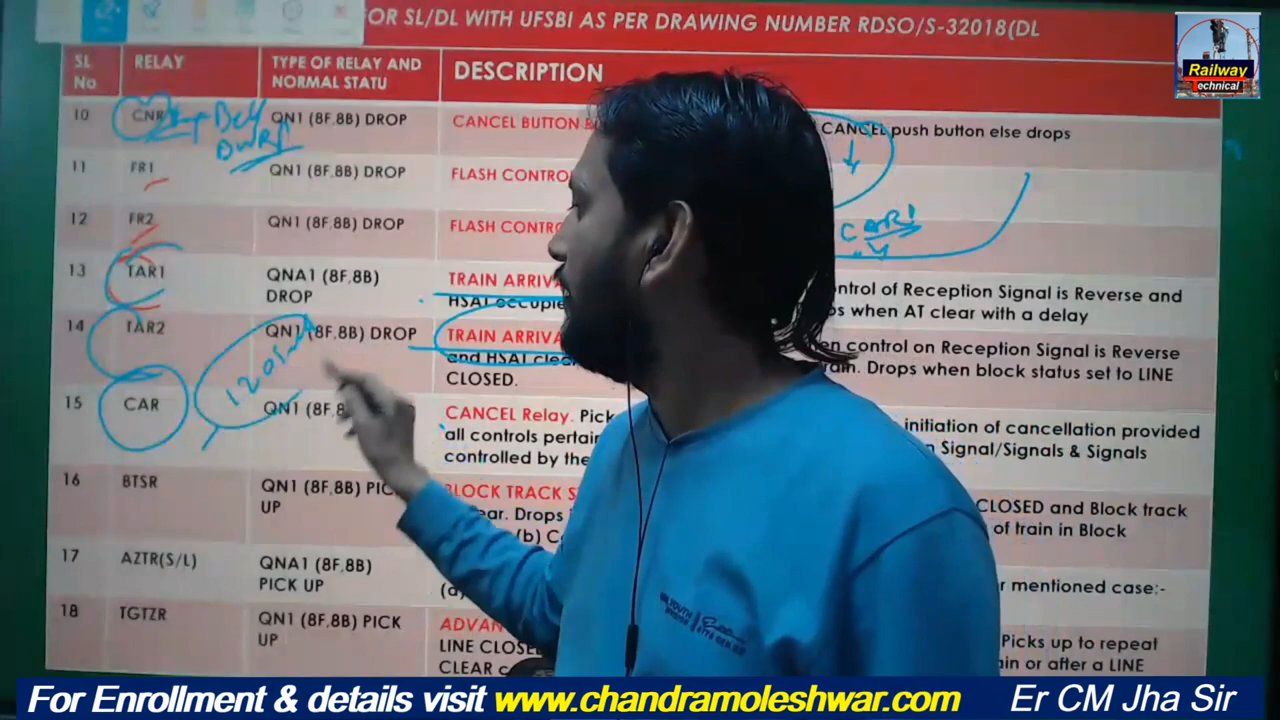 FOR SL/DL WITH UFSBI AS PER DRAWING NUMBER RDSO/S-32018(DL
Railway
Technical
SL No RELAY TYPE OF RELAY AND NORMAL STATU DESCRIPTION
10 CNR QN1 (8F,8B) DROP CANCEL BUTTON CANCEL push button else drops
11 FR1 QN1 (8F,8B) DROP FLASH CONTRO
12 FR2 QN1 (8F,8B) DROP FLASH CONTR
13 TAR1 QNA1 (8F,8B) DROP TRAIN ARRIV ntrol of Reception Signal is Reverse and
HSAT occupie ps when AT clear with a delay
14 TAR2 QN1 (8F,8B) DROP TRAIN ARRIVA en control on Reception Signal is Reverse
and HSAT clea ain. Drops when block status set to LINE
CLOSED.
15 CAR QN1 (8F,8 CANCEL Relay. Pick initiation of cancellation provided
all controls pertain Signal/Signals & Signals
controlled by the
16 BTSR QN1 (8F,8B) PIC UP BLOCK TRACK S CLOSED and Block track
ear. Drops of train in Block
(b) C
17 AZTR(S/L) QNA1 (8F,8B) PICK UP (a) r mentioned case:-
18 TGTZR QN1 (8F,8B) PICK UP ADVAN Picks up to repeat
LINE CLOSE ain or after a LINE
CLEAR c
For Enrollment & details visit www.chandramoleshwar.com Er CM Jha Sir